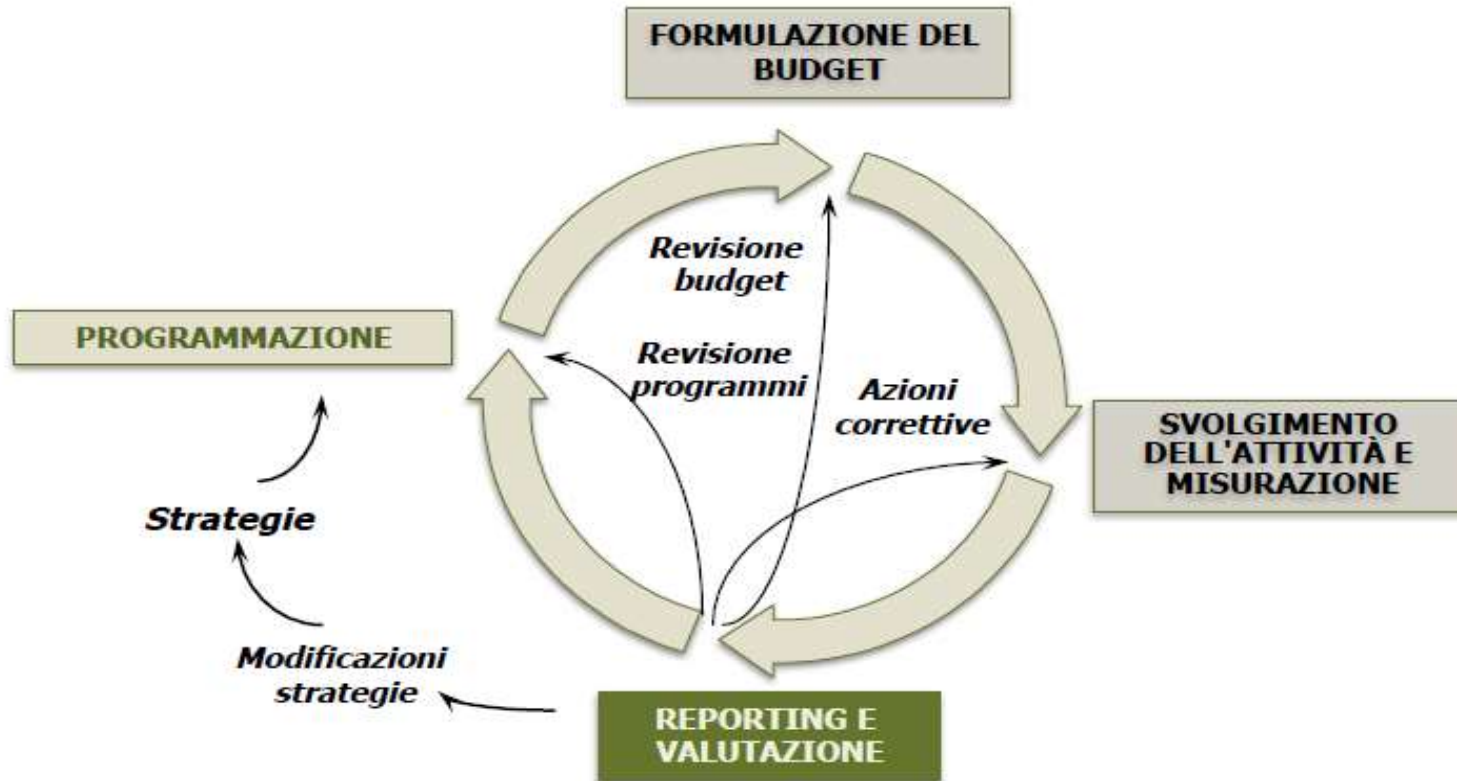 FORMULAZIONE DEL
BUDGET
Revisione
budget
PROGRAMMAZIONE
Revisione
programmi
Azioni
correttive
SVOLGIMENTO
DELL'ATTIVITÀ E
MISURAZIONE
Strategie
Modificazioni
strategie
REPORTING E
VALUTAZIONE